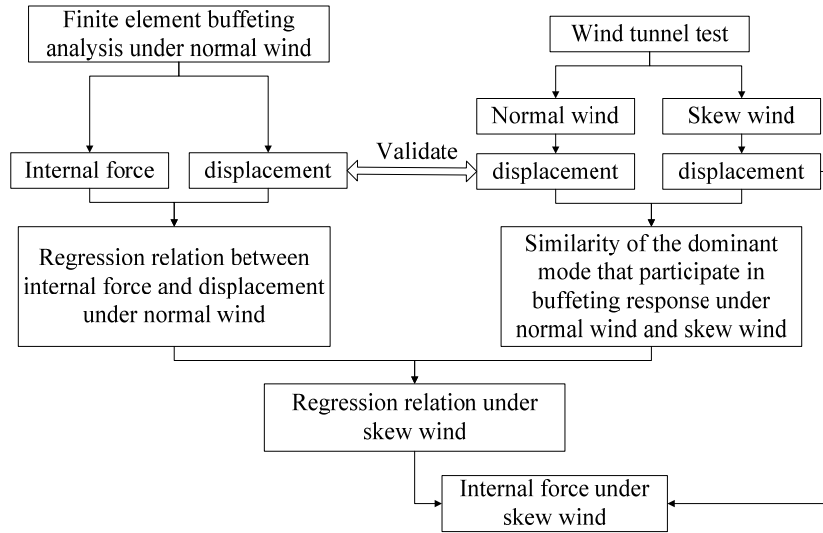 Finite element buffeting
analysis under normal wind
Wind tunnel test
Normal wind
Skew wind
Validate
Internal force
displacement
displacement
displacement
Regression relation between
internal force and displacement
under normal wind
Similarity of the dominant
mode that participate in
buffeting response under
normal wind and skew wind
Regression relation under
skew wind
Internal force under
skew wind